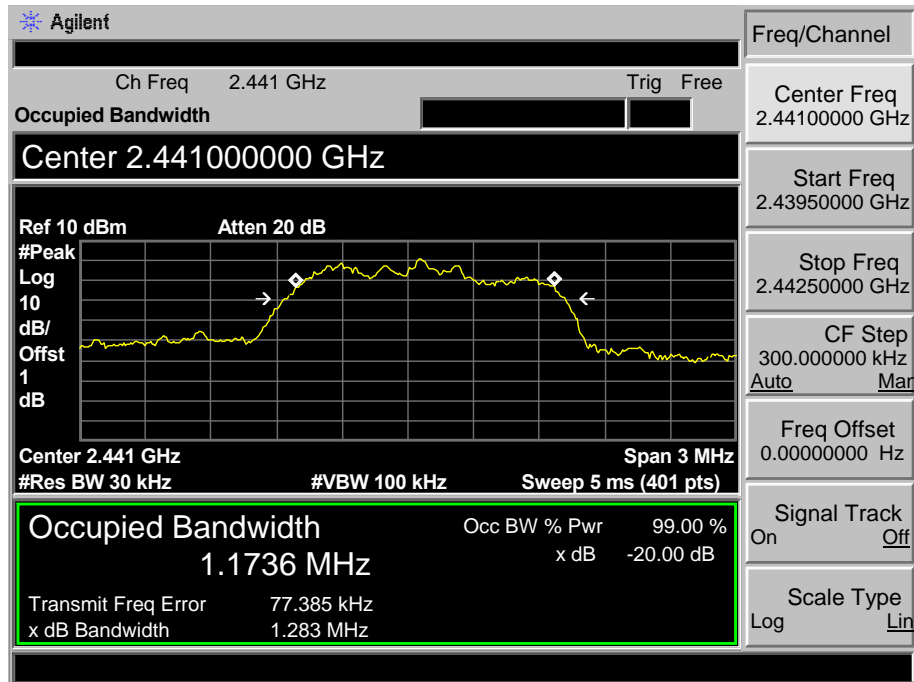 Agilent
Ch Freq 2.441 GHz Trig Free
Occupied Bandwidth
Center 2.441000000 GHz
Ref 10 dBm Atten 20 dB
#Peak
Log
10
dB/
Offst
1
dB
Center 2.441 GHz Span 3 MHz
#Res BW 30 kHz #VBW 100 kHz Sweep 5 ms (401 pts)
Occupied Bandwidth Occ BW % Pwr 99.00 %
1.1736 MHz x dB -20.00 dB
Transmit Freq Error 77.385 kHz
x dB Bandwidth 1.283 MHz
Freq/Channel
Center Freq
2.44100000 GHz
Start Freq
2.43950000 GHz
Stop Freq
2.44250000 GHz
CF Step
300.000000 kHz
Auto Man
Freq Offset
0.00000000 Hz
Signal Track
On Off
Scale Type
Log Lin